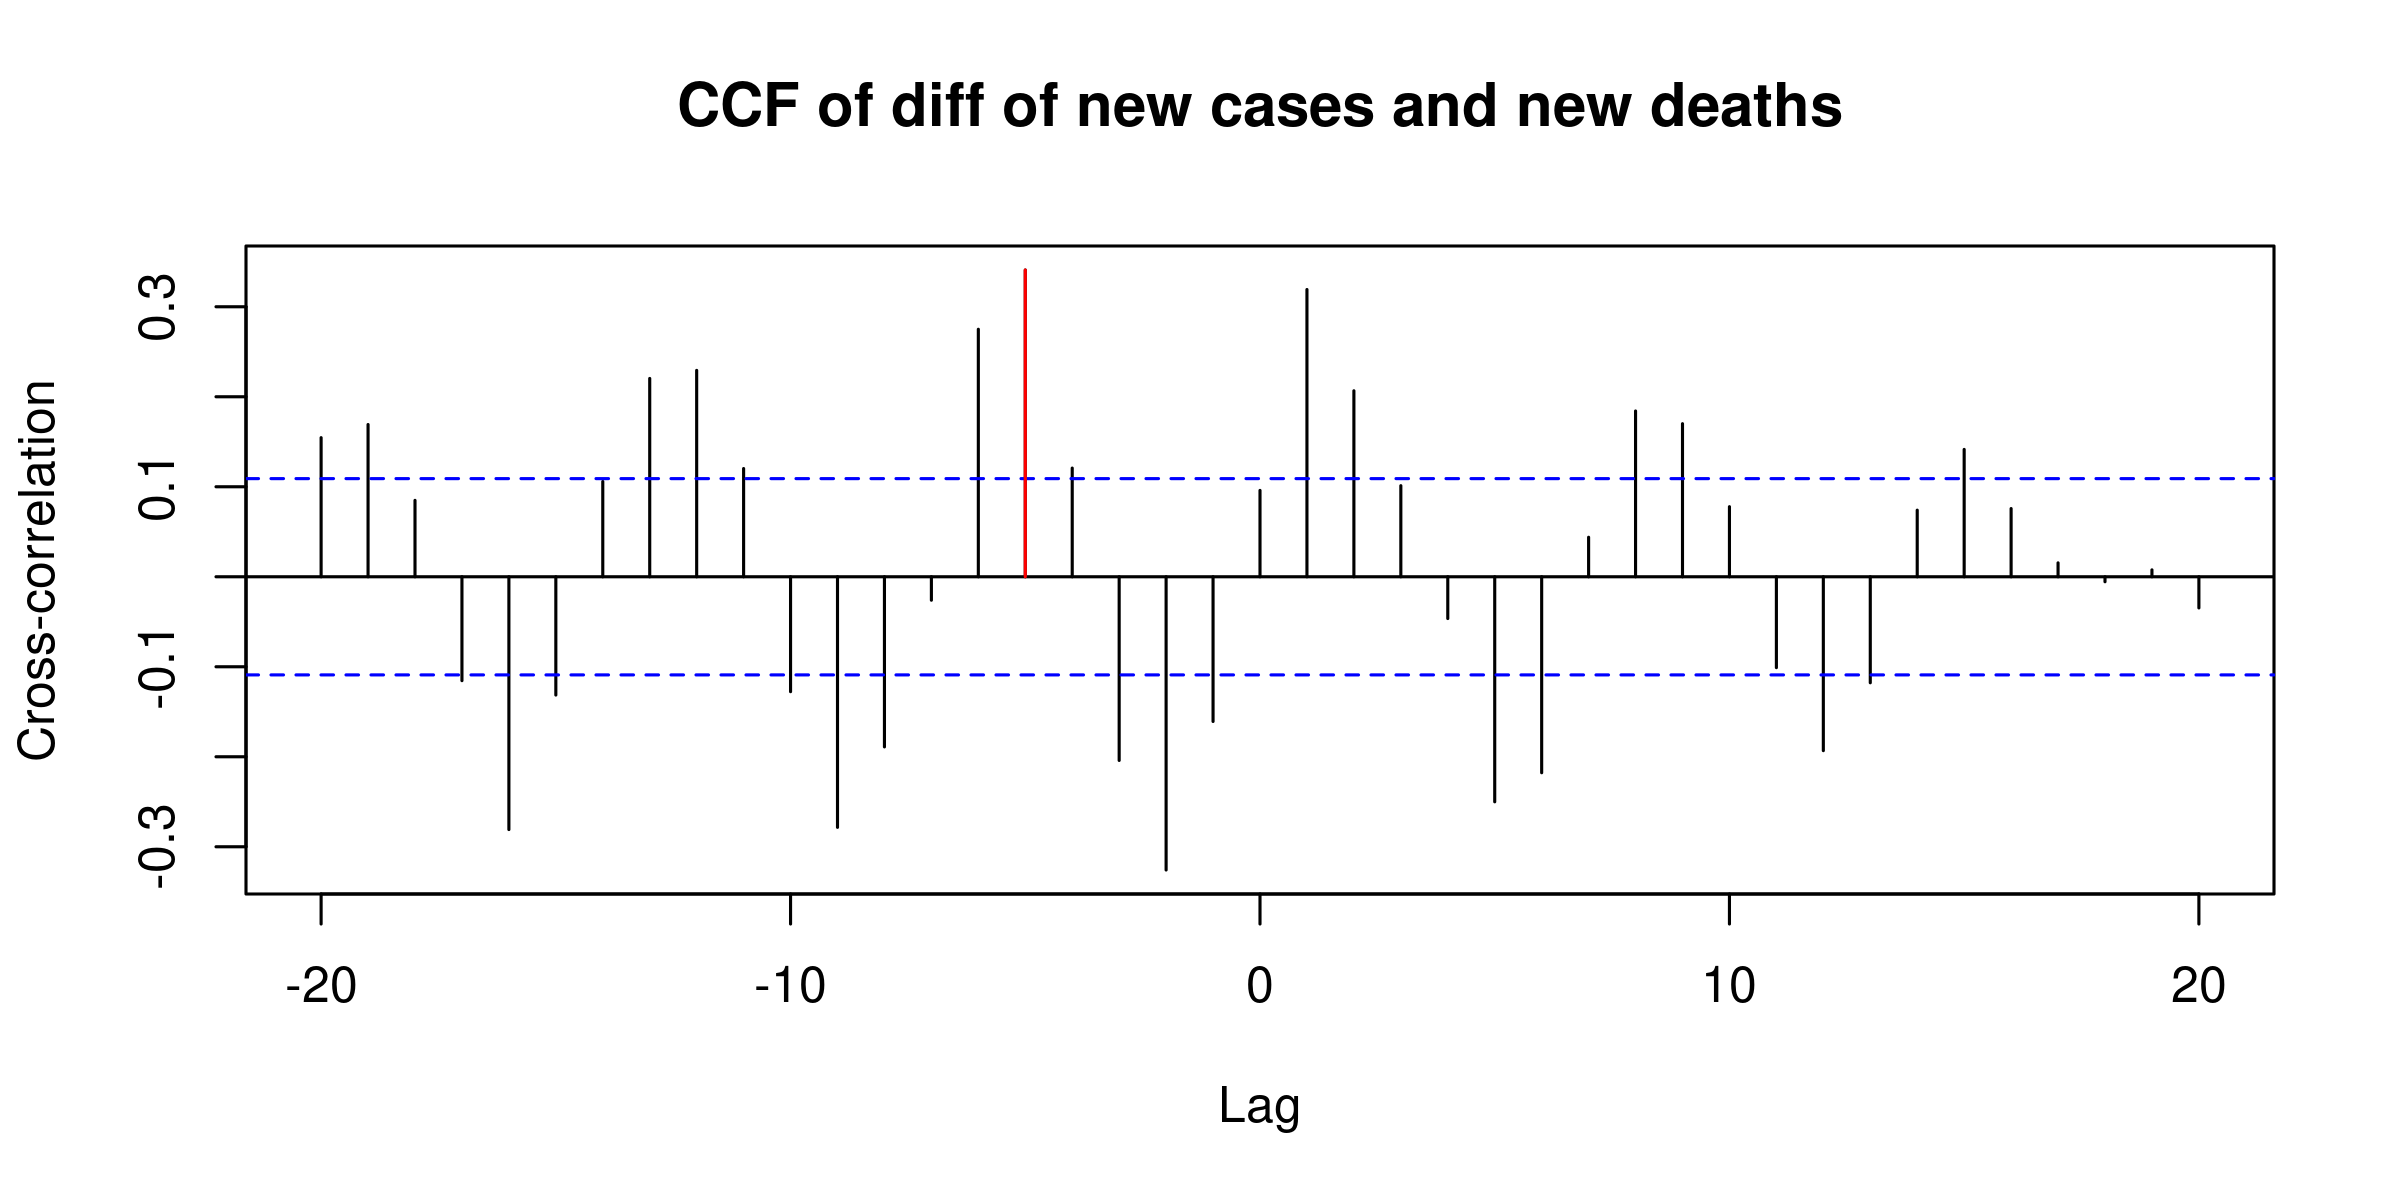 CCF of diff of new cases and new deaths
Cross-correlation
0.3
0.1
-0.1
-0.3
-20 -10 0 10 20
Lag